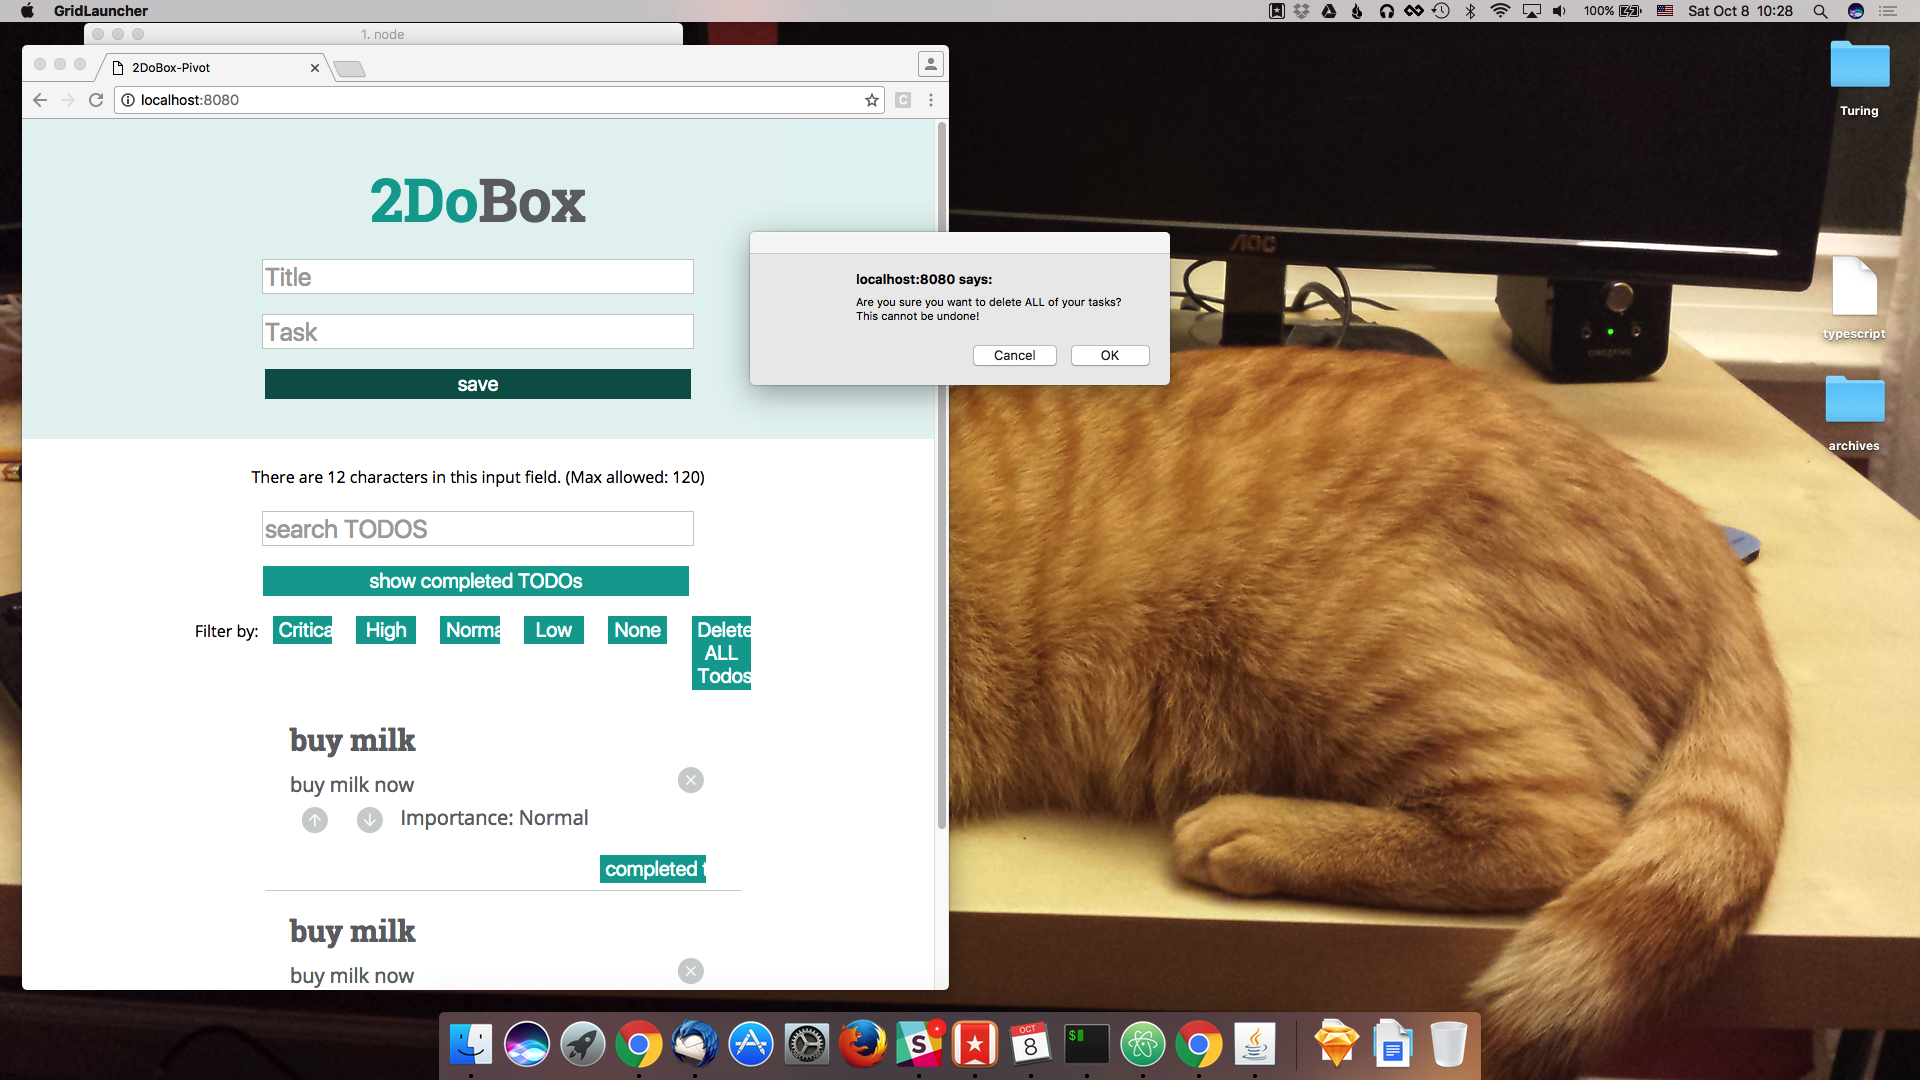 GridLauncher
100%
Sat Oct 8 10:28
1. node
2DoBox-Pivot
localhost:8080
C
2DoBox
Title
Task
save
There are 12 characters in this input field. (Max allowed: 120)
search TODOS
show completed TODOs
Filter by:
Critica
High
Norma
Low
None
Delete
ALL
Todos
buy milk
buy milk now
Importance: Normal
completed t
buy milk
buy milk now
localhost:8080 says:
Are you sure you want to delete ALL of your tasks?
This cannot be undone!
Cancel
OK
AOC
CREATIVE
Turing
typescript
archives
S
OCT
8
$